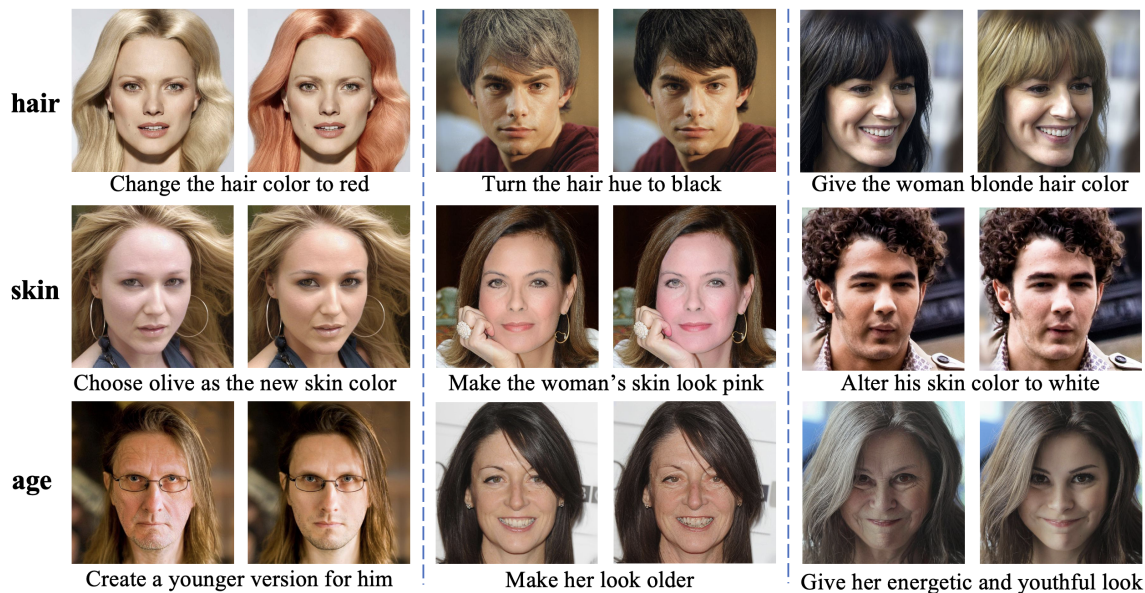 hair
Change the hair color to red
Turn the hair hue to black
Give the woman blonde hair color
skin
Choose olive as the new skin color
Make the woman's skin look pink
Alter his skin color to white
age
Create a younger version for him
Make her look older
Give her energetic and youthful look